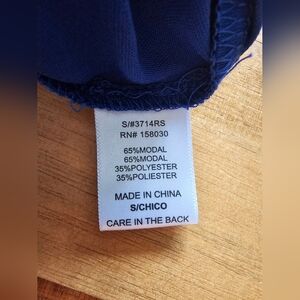 S/#3714RS
RN# 158030
65%MODAL
65%MODAL
35%POLYESTER
35%POLIESTER
MADE IN CHINA
S/CHICO
CARE IN THE BACK